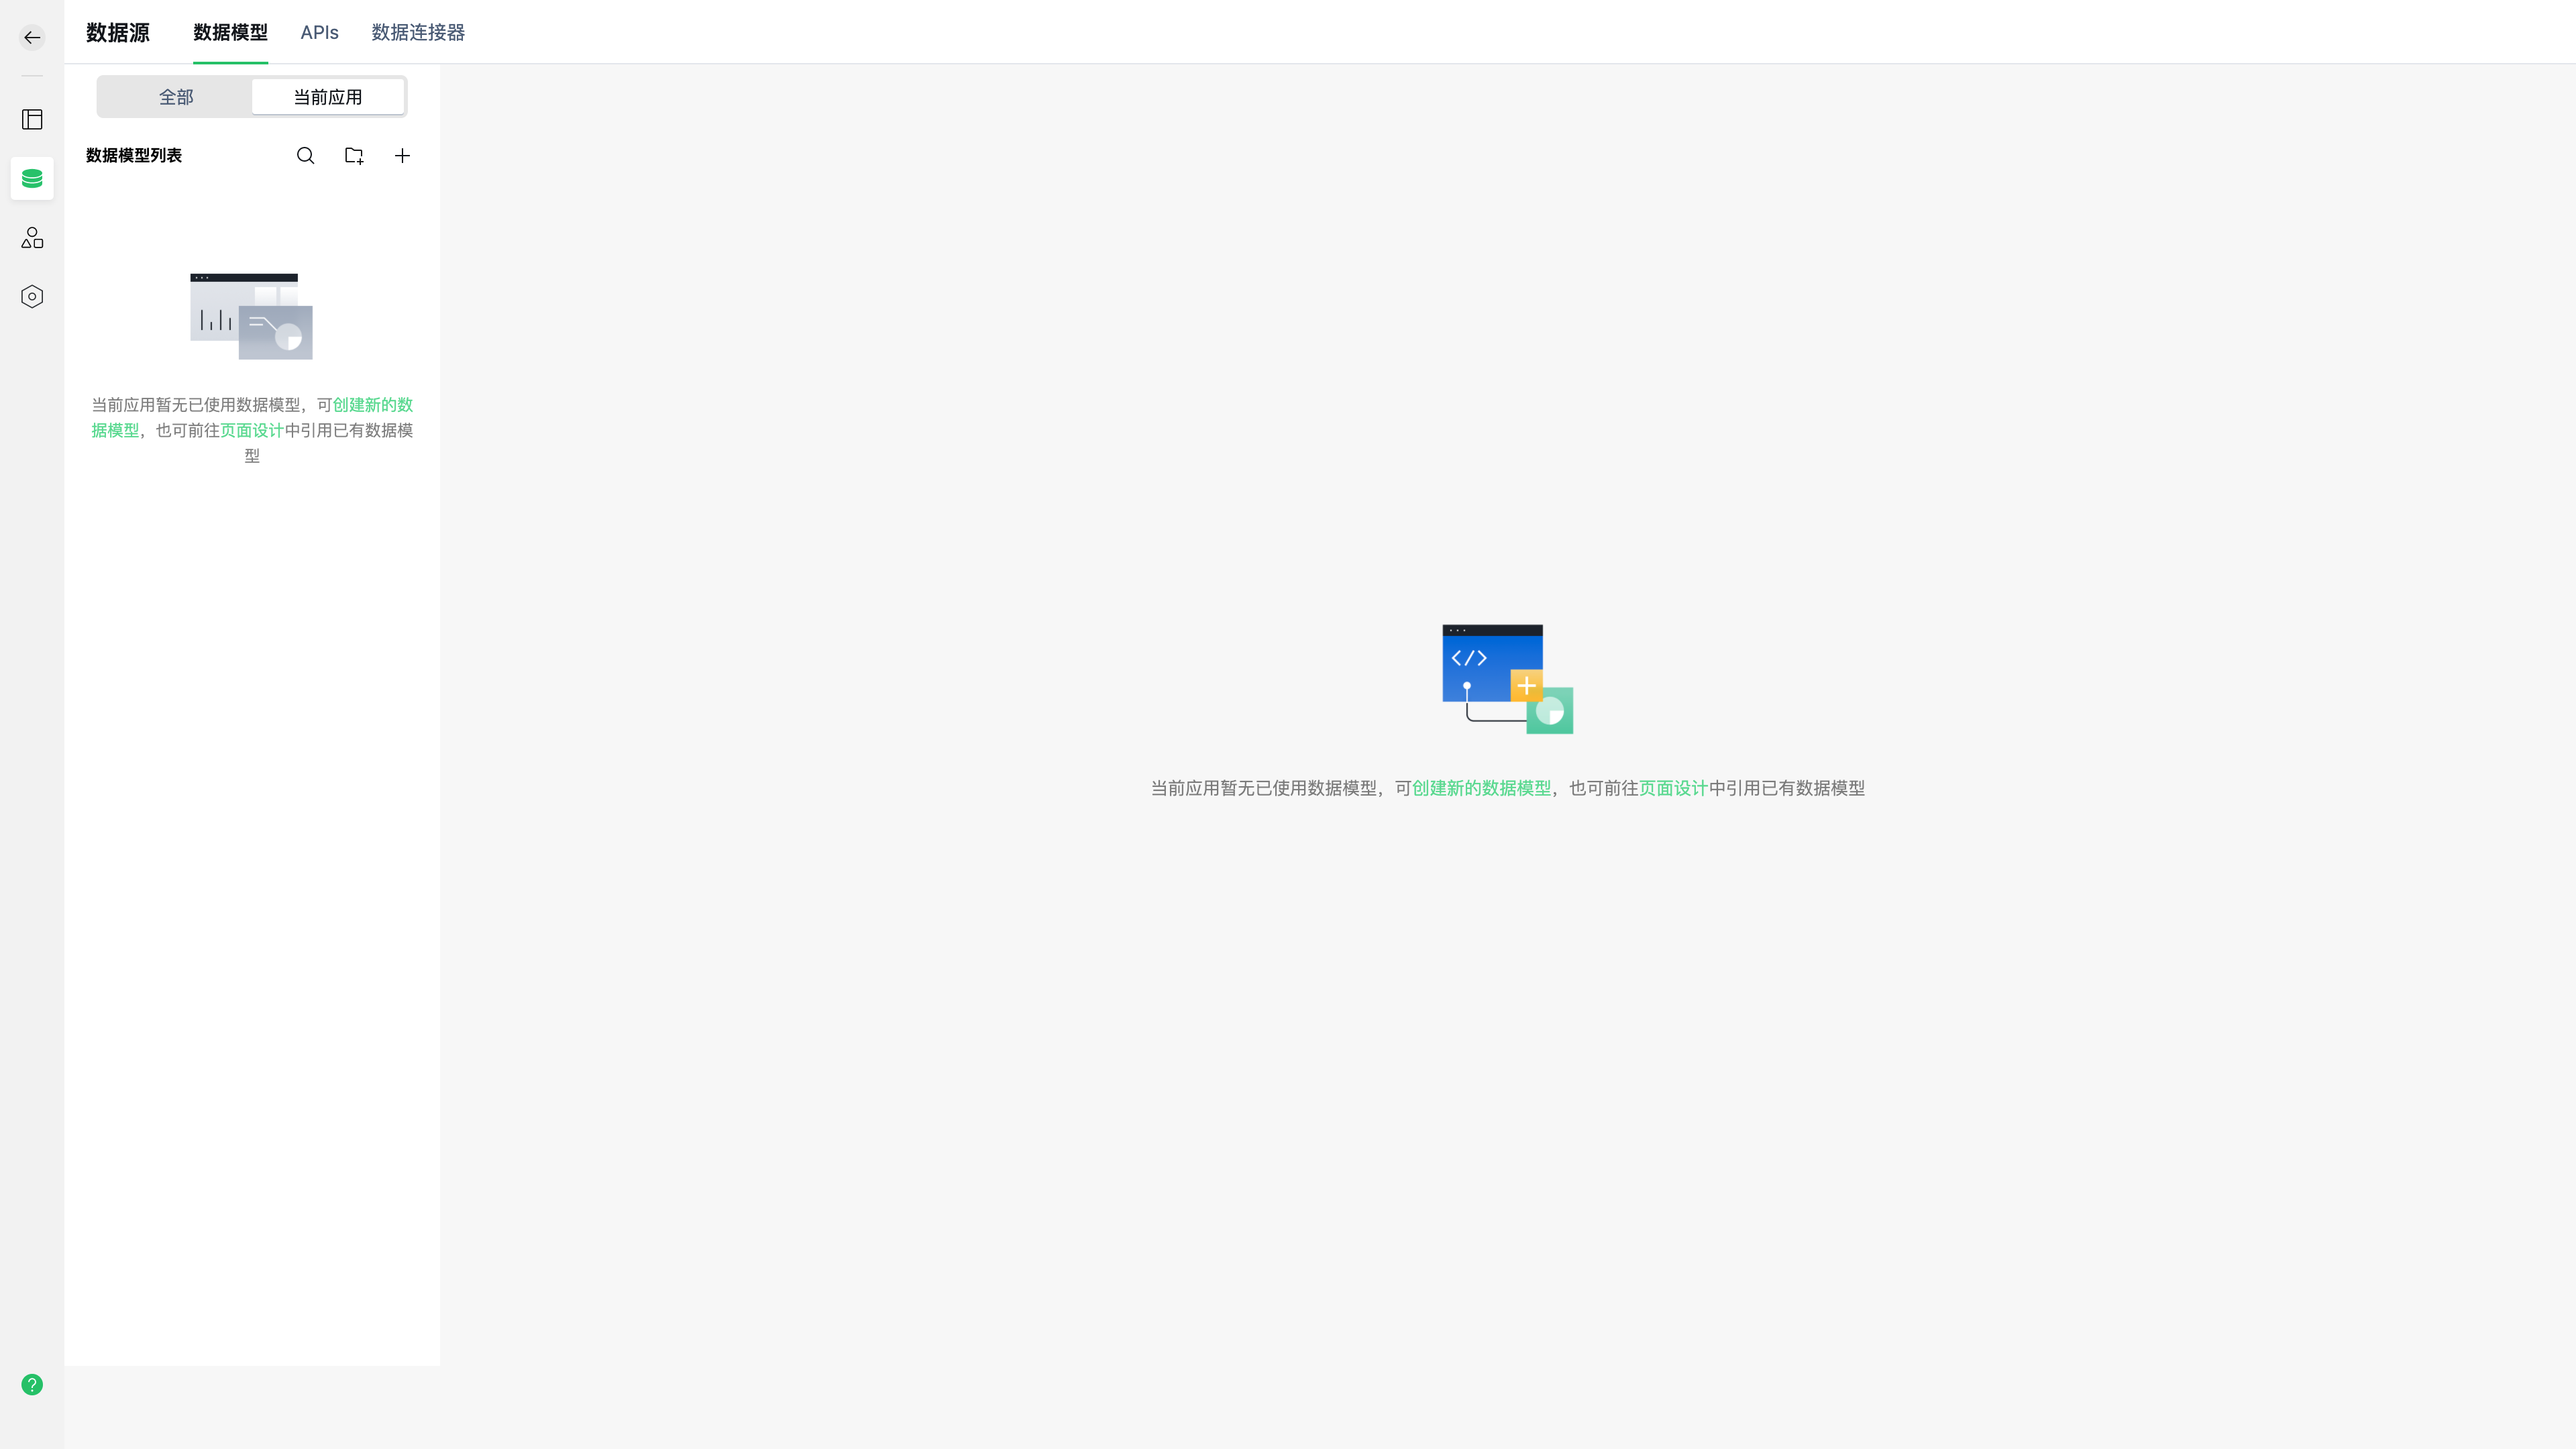 数据源 数据模型 APIs 数据连接器
全部 当前应用
数据模型列表
当前应用暂无已使用数据模型，可创建新的数
据模型，也可前往页面设计中引用已有数据模
型
当前应用暂无已使用数据模型，可创建新的数据模型，也可前往页面设计中引用已有数据模型